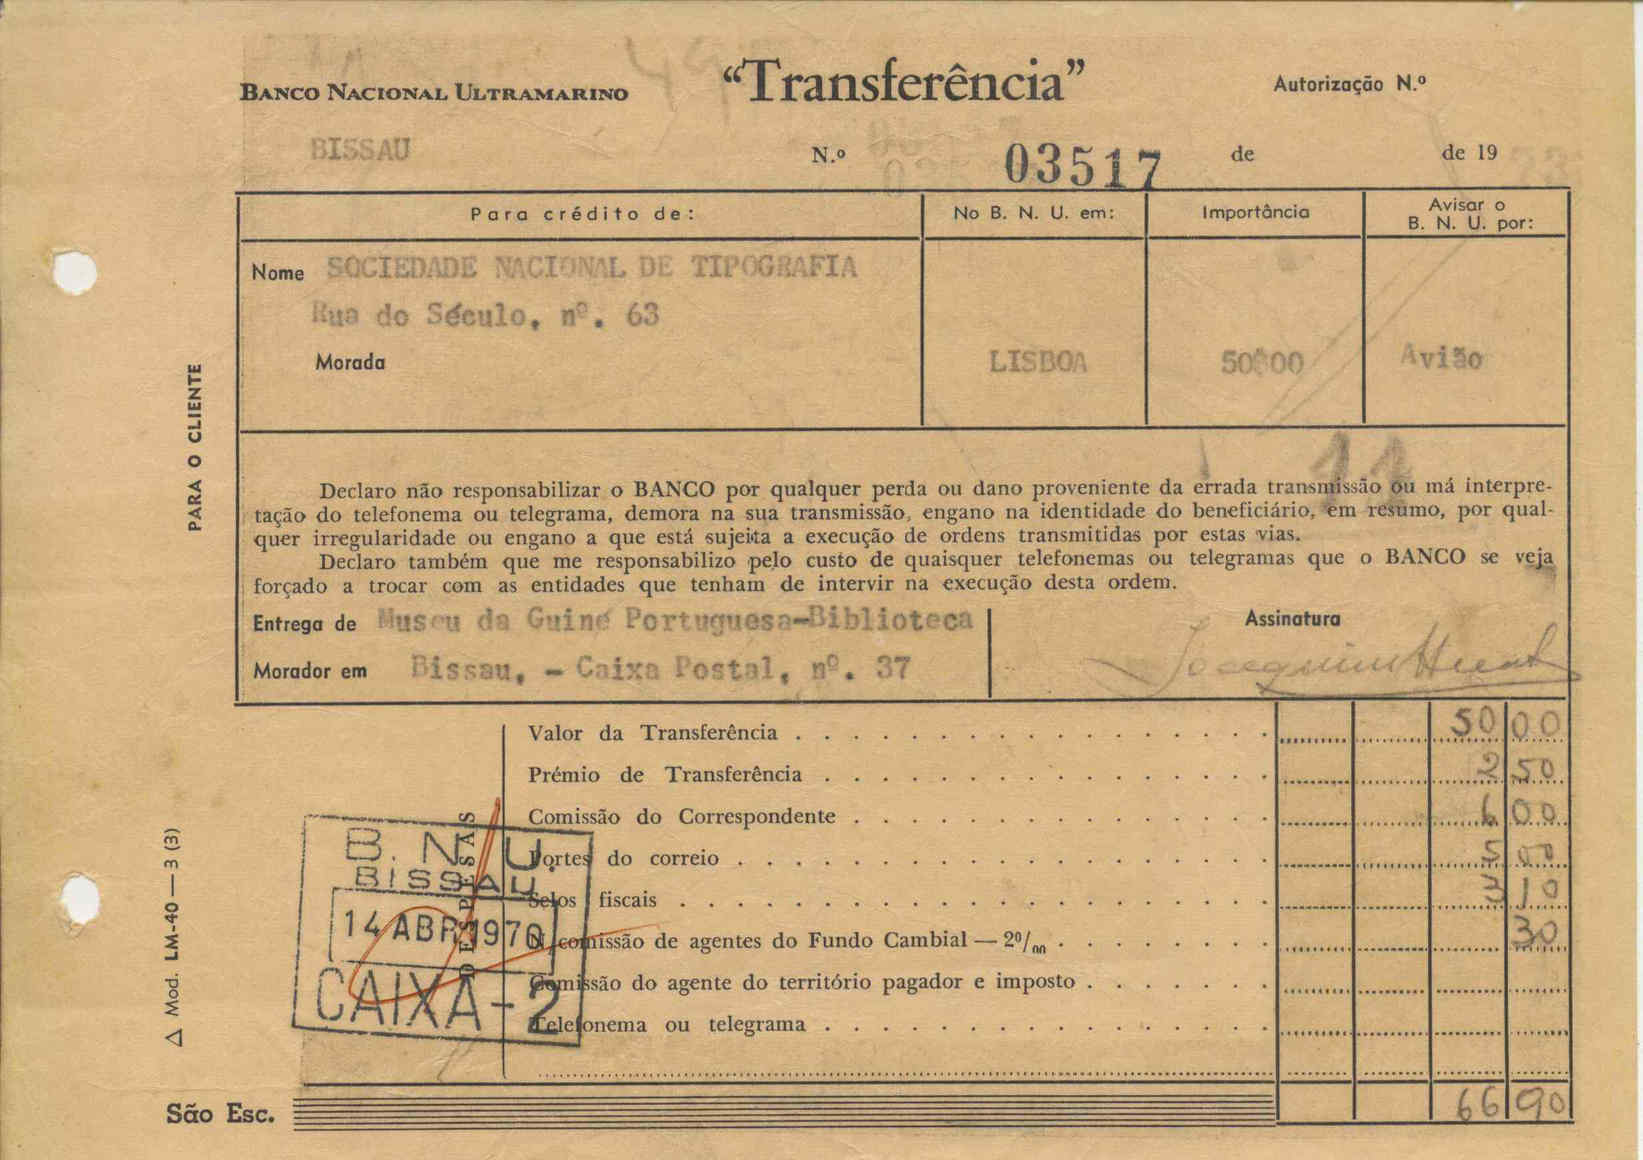 BANCO NACIONAL ULTRAMARINO "Transferência" Autorização N.º
BISSAU N.º 03517 de de 19
Para crédito de: No B. N. U. em: Importância Avisar o B. N. U. por:
Nome SOCIEDADE NACIONAL DE TIPOGRAFIA
Rua do Século, nº. 63
Morada LISBOA 50$00 Avião
PARA O CLIENTE
11
Declaro não responsabilizar o BANCO por qualquer perda ou dano proveniente da errada transmissão ou má interpre-
tação do telefonema ou telegrama, demora na sua transmissão, engano na identidade do beneficiário, em resumo, por qual-
quer irregularidade ou engano a que está sujeita a execução de ordens transmitidas por estas vias.
Declaro também que me responsabilizo pelo custo de quaisquer telefonemas ou telegramas que o BANCO se veja
forçado a trocar com as entidades que tenham de intervir na execução desta ordem.
Entrega de Museu da Guiné Portuguesa-Biblioteca Assinatura
Morador em Bissau, - Caixa Postal, nº. 37 Joaquim
DESPESAS
Valor da Transferência 50 00
Prémio de Transferência 2 50
Comissão do Correspondente 6 00
Portes do correio 5 00
Selos fiscais 3 10
N/ comissão de agentes do Fundo Cambial — 2º/oo 30
Comissão do agente do território pagador e imposto
Telefonema ou telegrama
B. N. U.
BISSAU
14 ABR 1970
CAIXA-2
Δ Mod. LM-40 — 3 (3)
São Esc. 66 90